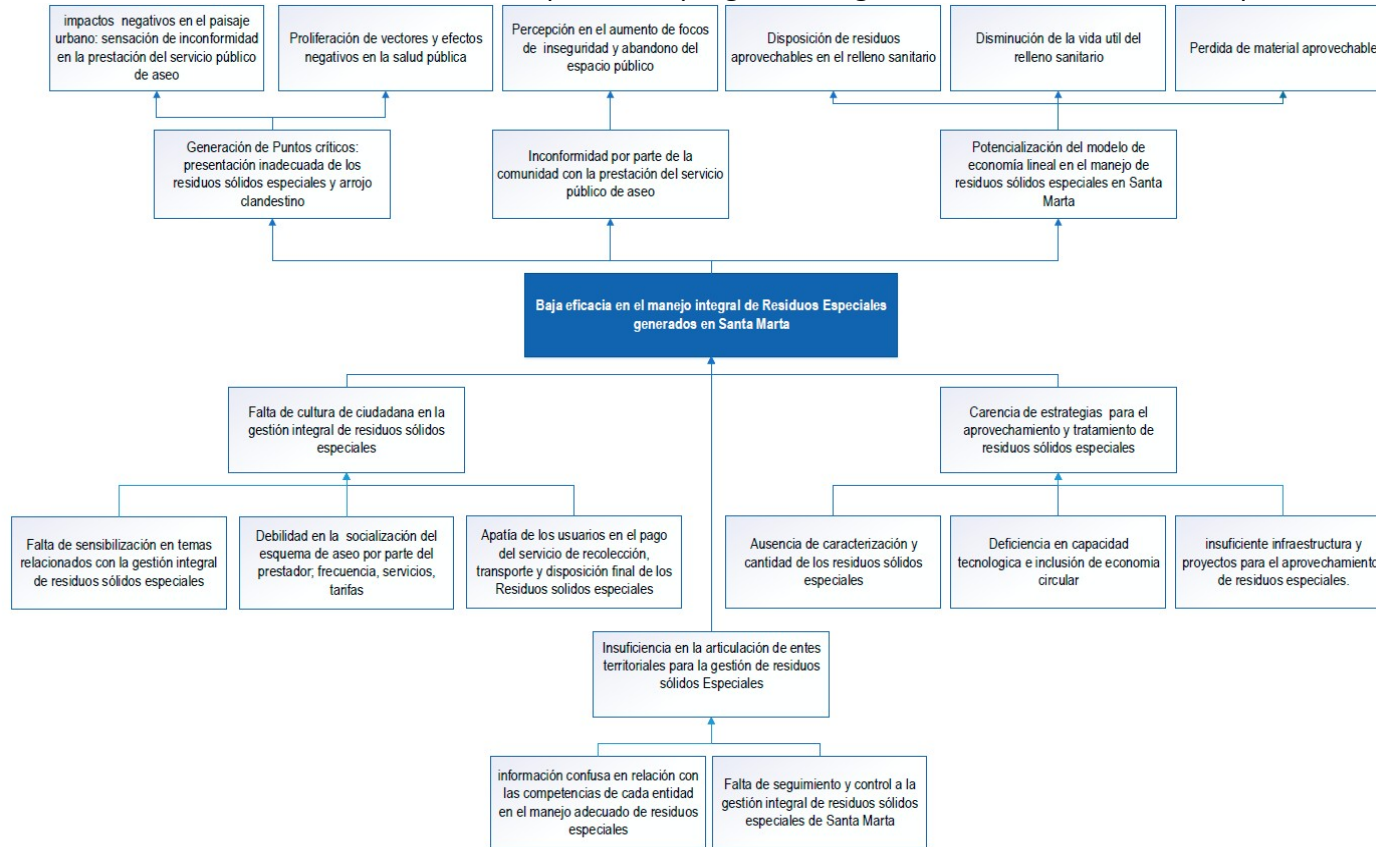 impactos negativos en el paisaje
urbano: sensación de inconformidad
en la prestación del servicio público
de aseo
Proliferación de vectores y efectos
negativos en la salud pública
Percepción en el aumento de focos
de inseguridad y abandono del
espacio público
Disposición de residuos
aprovechables en el relleno sanitario
Disminución de la vida util del
relleno sanitario
Perdida de material aprovechable
Generación de Puntos críticos:
presentación inadecuada de los
residuos sólidos especiales y arrojo
clandestino
Inconformidad por parte de la
comunidad con la prestación del servicio
público de aseo
Potencialización del modelo de
economía lineal en el manejo de
residuos sólidos especiales en Santa
Marta
Baja eficacia en el manejo integral de Residuos Especiales
generados en Santa Marta
Falta de cultura de ciudadana en la
gestión integral de residuos sólidos
especiales
Carencia de estrategias para el
aprovechamiento y tratamiento de
residuos sólidos especiales
Falta de sensibilización en temas
relacionados con la gestión integral
de residuos sólidos especiales
Debilidad en la socialización del
esquema de aseo por parte del
prestador; frecuencia, servicios,
tarifas
Apatía de los usuarios en el pago
del servicio de recolección,
transporte y disposición final de los
Residuos solidos especiales
Ausencia de caracterización y
cantidad de los residuos sólidos
especiales
Deficiencia en capacidad
tecnologica e inclusión de economia
circular
insuficiente infraestructura y
proyectos para el aprovechamiento
de residuos especiales.
Insuficiencia en la articulación de entes
territoriales para la gestión de residuos
sólidos Especiales
información confusa en relación con
las competencias de cada entidad
en el manejo adecuado de residuos
especiales
Falta de seguimiento y control a la
gestión integral de residuos sólidos
especiales de Santa Marta